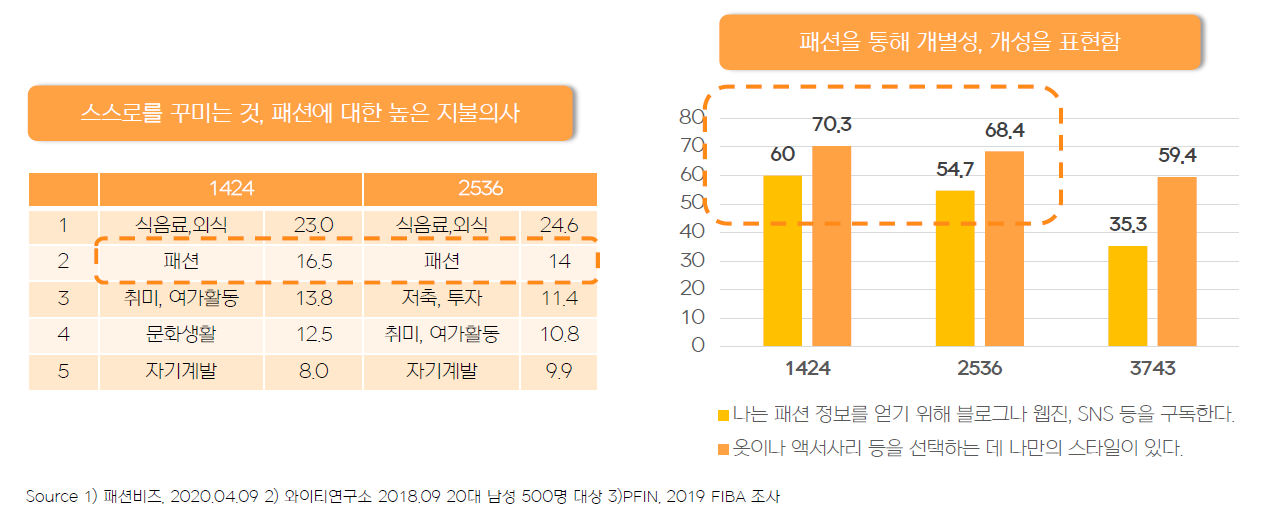 스스로를 꾸미는 것, 패션에 대한 높은 지불의사
1424 2536
1 식음료,외식 23.0 식음료,외식 24.6
2 패션 16.5 패션 14
3 취미, 여가활동 13.8 저축, 투자 11.4
4 문화생활 12.5 취미, 여가활동 10.8
5 자기계발 8.0 자기계발 9.9
패션을 통해 개별성, 개성을 표현함
80
70
60
50
40
30
20
10
0
60 70.3 54.7 68.4 35.3 59.4
1424 2536 3743
나는 패션 정보를 얻기 위해 블로그나 웹진, SNS 등을 구독한다.
옷이나 액서사리 등을 선택하는 데 나만의 스타일이 있다.
Source 1) 패션비즈, 2020.04.09 2) 와이티연구소 2018.09 20대 남성 500명 대상 3)PFIN, 2019 FIBA 조사